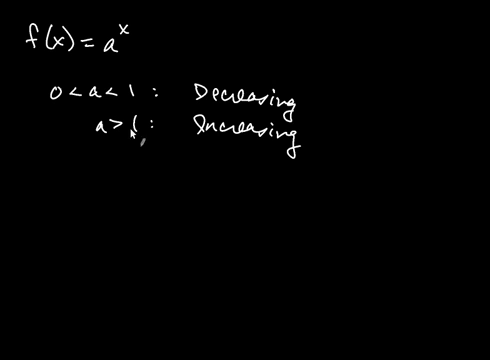 f(x) = a^x
0 < a < 1 : Decreasing
a > 1 : Increasing